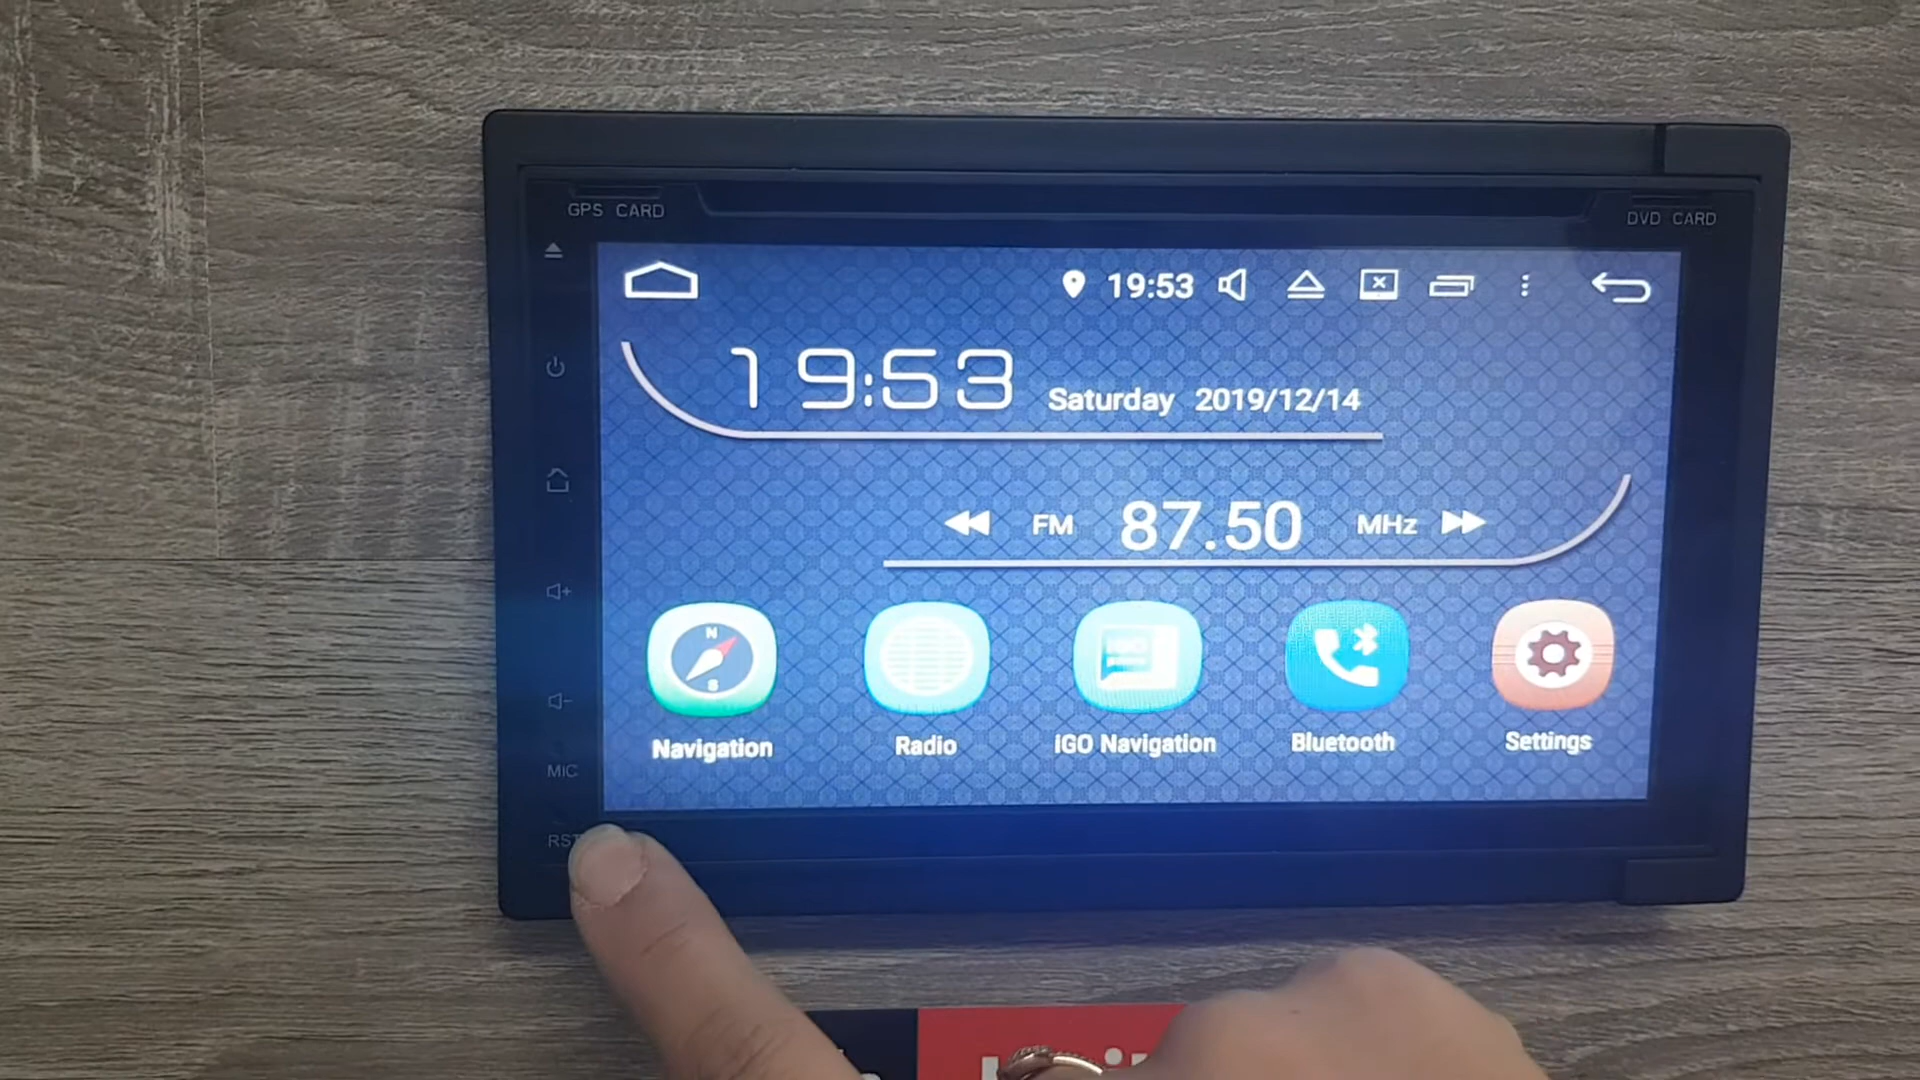 GPS CARD
DVD CARD
19:53
19:53 Saturday 2019/12/14
FM 87.50 MHz
N
S
Navigation Radio iGO Navigation Bluetooth Settings
MIC
RST